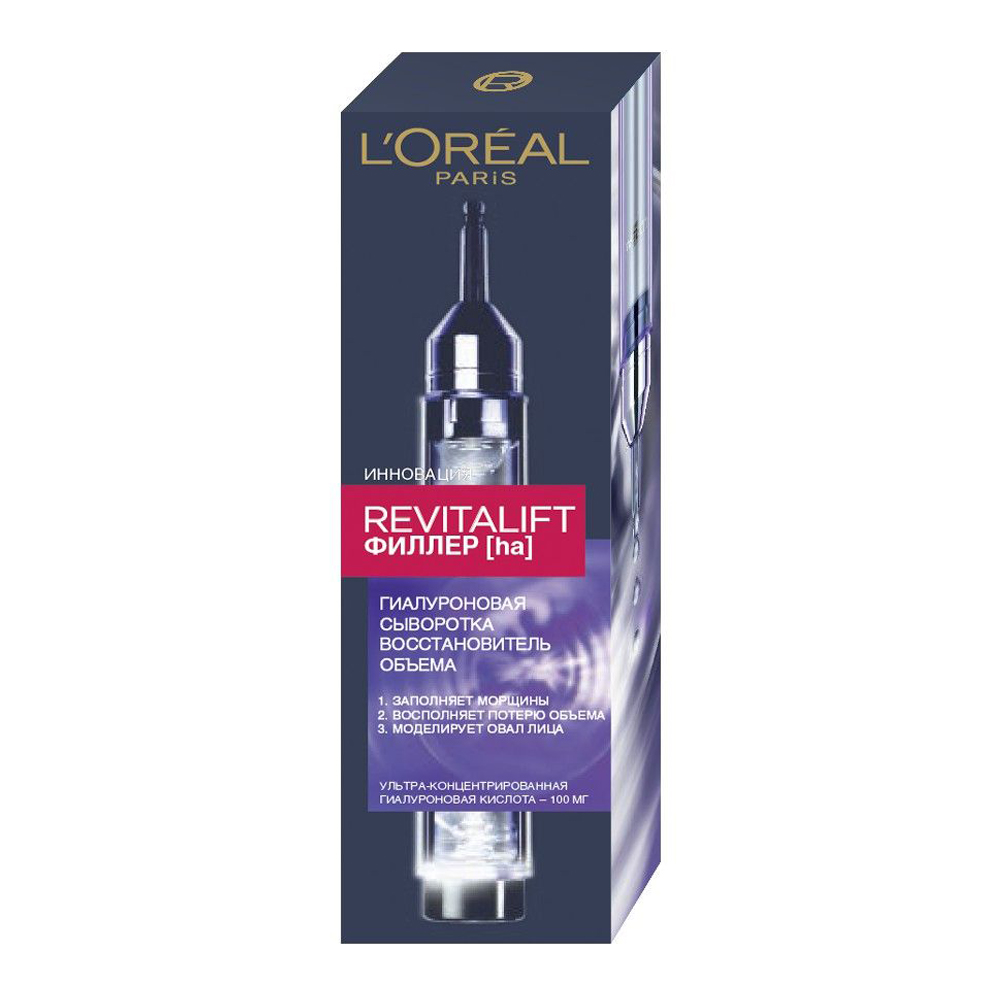 L'ORÉAL
PARiS
ИННОВАЦИЯ
REVITALIFT
ФИЛЛЕР [ha]
ГИАЛУРОНОВАЯ
СЫВОРОТКА
ВОССТАНОВИТЕЛЬ
ОБЪЕМА
1. ЗАПОЛНЯЕТ МОРЩИНЫ
2. ВОСПОЛНЯЕТ ПОТЕРЮ ОБЪЕМА
3. МОДЕЛИРУЕТ ОВАЛ ЛИЦА
УЛЬТРА-КОНЦЕНТРИРОВАННАЯ
ГИАЛУРОНОВАЯ КИСЛОТА – 100 МГ